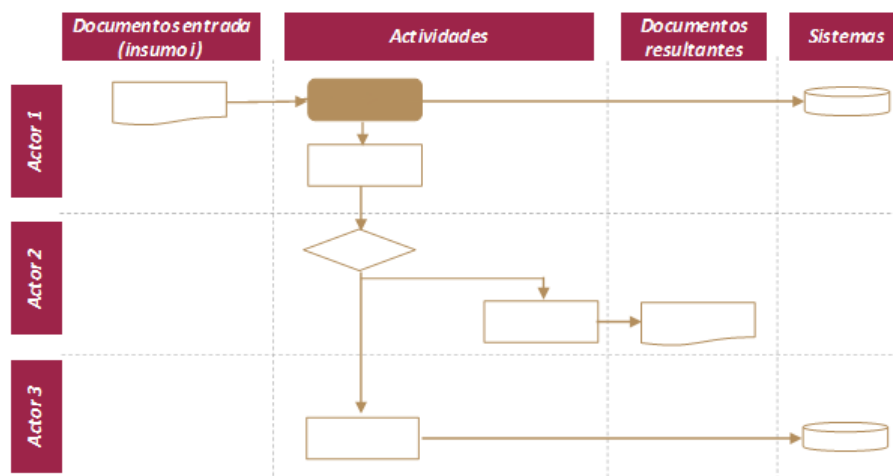 Documentos entrada
(insumo i)
Actividades
Documentos
resultantes
Sistemas
Actor 1
Actor 2
Actor 3